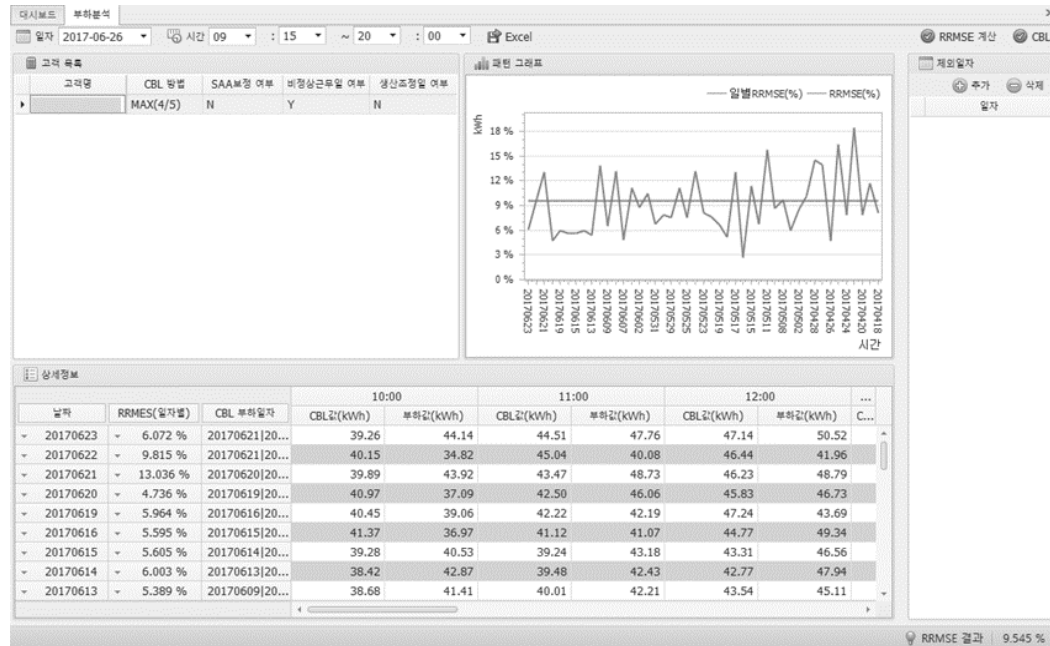 대시보드 부하분석
일자 2017-06-26 시간 09 : 15 ~ 20 : 00 Excel RRMSE 계산 CBL
고객 목록
고객명 CBL 방법 SAA보정 여부 비정상근무일 여부 생산조정일 여부
MAX(4/5) N Y N
패턴 그래프
일별RRMSE(%) RRMSE(%)
kWh
18 %
15 %
12 %
9 %
6 %
3 %
0 %
20170623 20170621 20170619 20170615 20170613 20170609 20170607 20170602 20170531 20170529 20170525 20170523 20170519 20170517 20170515 20170511 20170508 20170502 20170428 20170426 20170424 20170420 20170418
시간
제외일자
추가 삭제
일자
상세정보
10:00 11:00 12:00 ...
날짜 RRMES(일자별) CBL 부하일자 CBL값(kWh) 부하값(kWh) CBL값(kWh) 부하값(kWh) CBL값(kWh) 부하값(kWh) C...
20170623 6.072 % 20170621|20... 39.26 44.14 44.51 47.76 47.14 50.52
20170622 9.815 % 20170621|20... 40.15 34.82 45.04 40.08 46.44 41.96
20170621 13.036 % 20170620|20... 39.89 43.92 43.47 48.73 46.23 48.79
20170620 4.736 % 20170619|20... 40.97 37.09 42.50 46.06 45.83 46.73
20170619 5.964 % 20170616|20... 40.45 39.06 42.22 42.19 47.24 43.69
20170616 5.595 % 20170615|20... 41.37 36.97 41.12 41.07 44.77 49.34
20170615 5.605 % 20170614|20... 39.28 40.53 39.24 43.18 43.31 46.56
20170614 6.003 % 20170613|20... 38.42 42.87 39.48 42.43 42.77 47.94
20170613 5.389 % 20170609|20... 38.68 41.41 40.01 42.21 43.54 45.11
RRMSE 결과 9.545 %